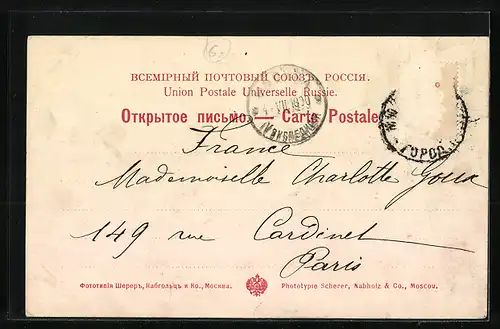 ВСЕМІРНЫЙ ПОЧТОВЫЙ СОЮЗЪ. РОССІЯ.
Union Postale Universelle Russie.
Открытое письмо — Carte Postale
France
Mademoiselle Charlotte
149 rue Cardinet
Paris
Фототипія Шереръ, Набгольцъ и Ко., Москва.
Phototypie Scherer, Nabholz & Co., Moscou.
ГОРОД